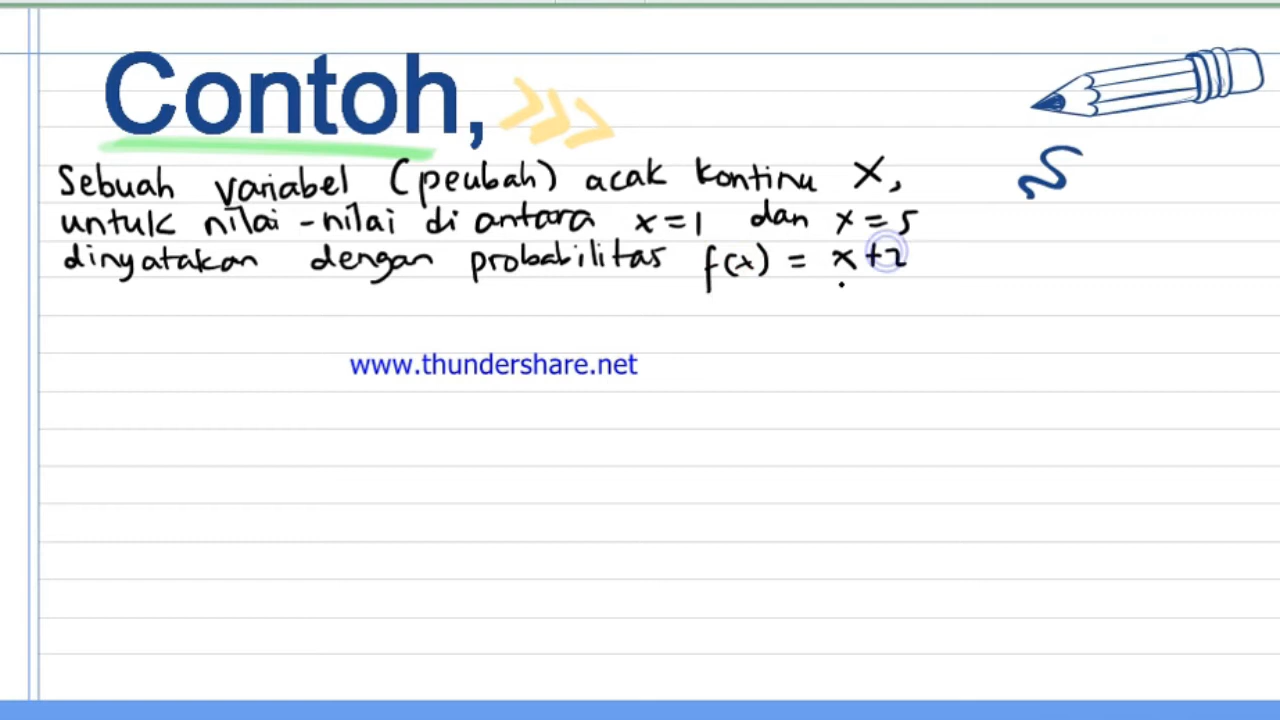 Contoh,
Sebuah variabel (peubah) acak kontinu X,
untuk nilai-nilai di antara x=1 dan x=5
dinyatakan dengan probabilitas f(x) = x+2
www.thundershare.net